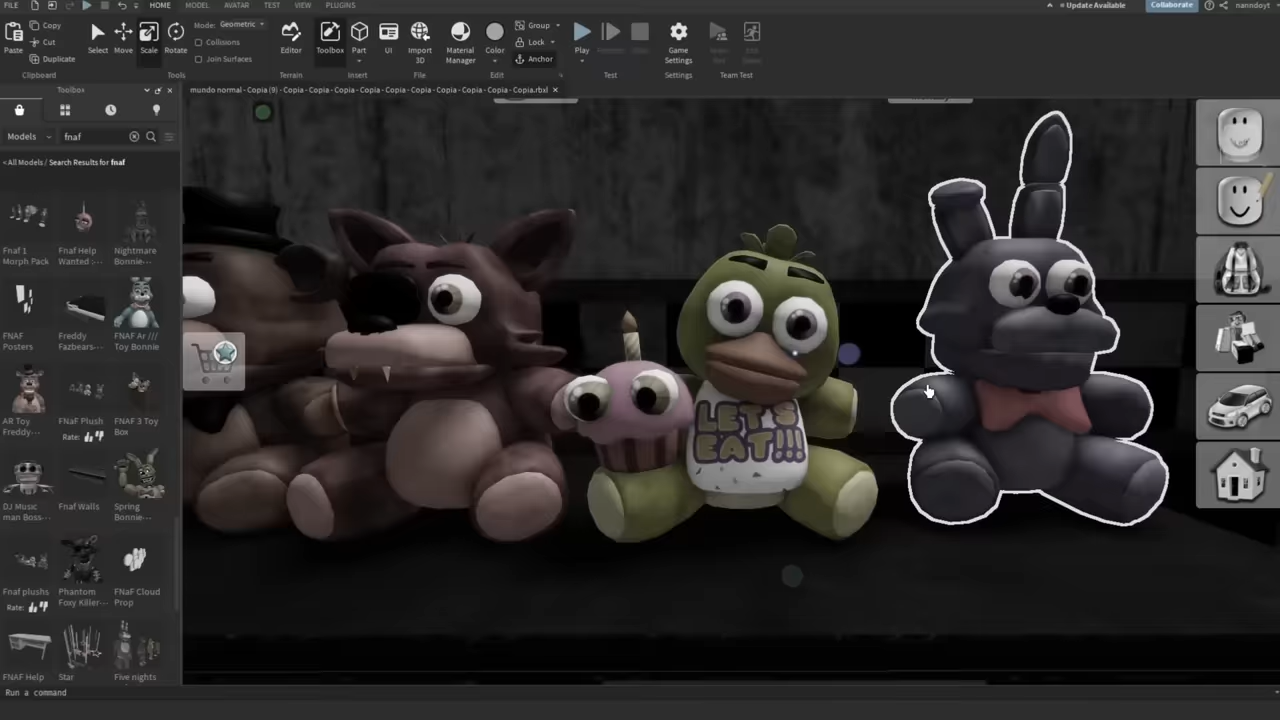 FILE HOME MODEL AVATAR TEST VIEW PLUGINS
Update Available Collaborate nanndoyt
Paste Copy Cut Duplicate Clipboard
Select Move Scale Rotate Mode: Geometric Collisions Join Surfaces Tools
Editor Terrain
Toolbox Part UI Insert
Import 3D File
Material Manager Color Group Lock Anchor Edit
Play Test
Game Settings Settings
Team Test
Toolbox
mundo normal - Copia (9) - Copia - Copia - Copia - Copia - Copia - Copia - Copia - Copia - Copia - Copia.rbxl
Models fnaf
<All Models / Search Results for fnaf
Fnaf 1 Morph Pack
Fnaf Help Wanted :---
Nightmare Bonnie---
FNAF Posters
Freddy Fazbears---
FNAF Ar /// Toy Bonnie
AR Toy Freddy---
FNaF Plush
Rate:
FNAF 3 Toy Box
DJ Music man Boss---
Fnaf Walls
Spring Bonnie---
Fnaf plushs
Rate:
Phantom Foxy Killer---
FNaF Cloud Prop
FNAF Help
Star
Five nights
LET'S
EAT!!!
Run a command